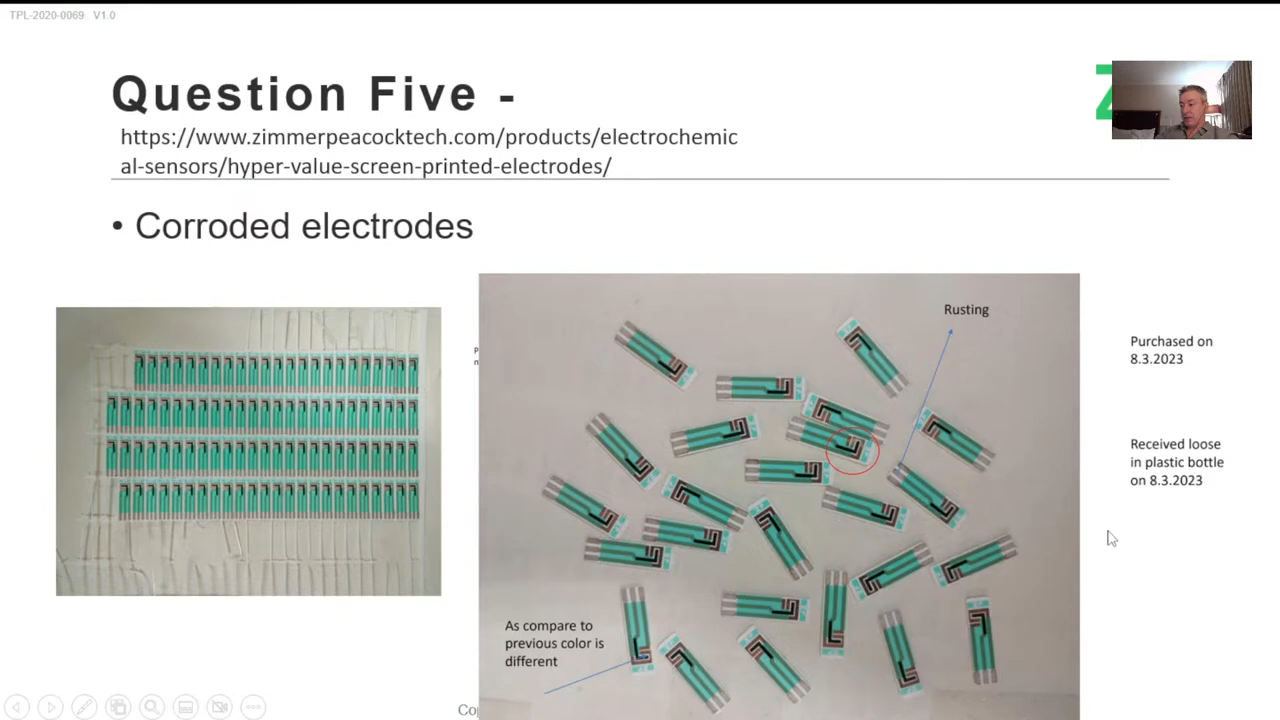 TPL-2020-0069 V1.0
Question Five -
https://www.zimmerpeacocktech.com/products/electrochemic
al-sensors/hyper-value-screen-printed-electrodes/
• Corroded electrodes
Rusting
Purchased on
8.3.2023
Received loose
in plastic bottle
on 8.3.2023
As compare to
previous color is
different